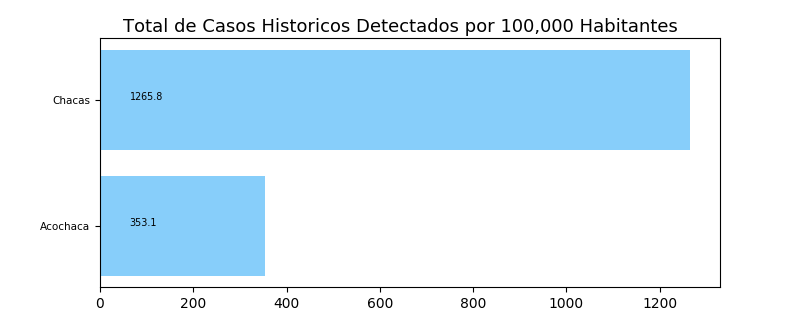 Total de Casos Historicos Detectados por 100,000 Habitantes
Chacas
1265.8
Acochaca
353.1
0 200 400 600 800 1000 1200